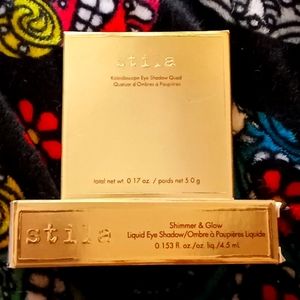 stila
Kaleidoscope Eye Shadow Quad
Quatuor d'Ombres à Paupières
total net wt. 0.17 oz. / poids net 5.0 g
stila
Shimmer & Glow
Liquid Eye Shadow/Ombre à Paupières Liquide
0.153 fl. oz./oz. liq./4.5 ml